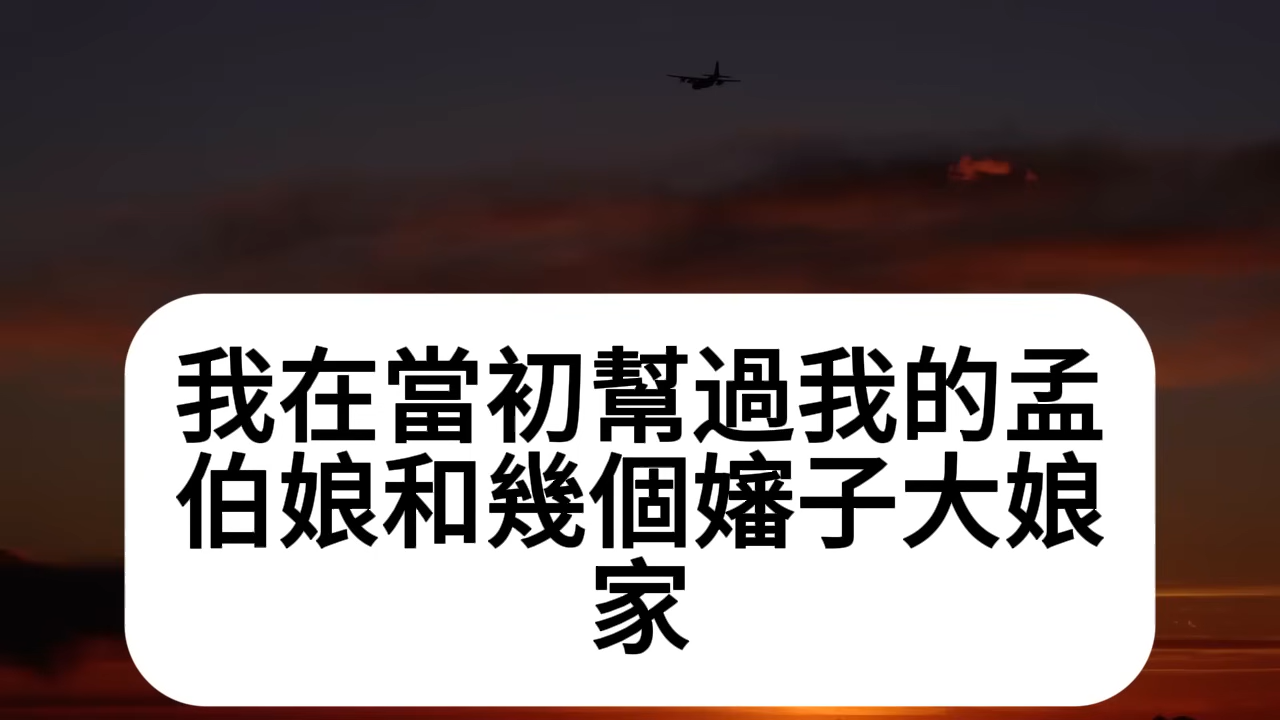 我在當初幫過我的孟
伯娘和幾個嬸子大娘
家